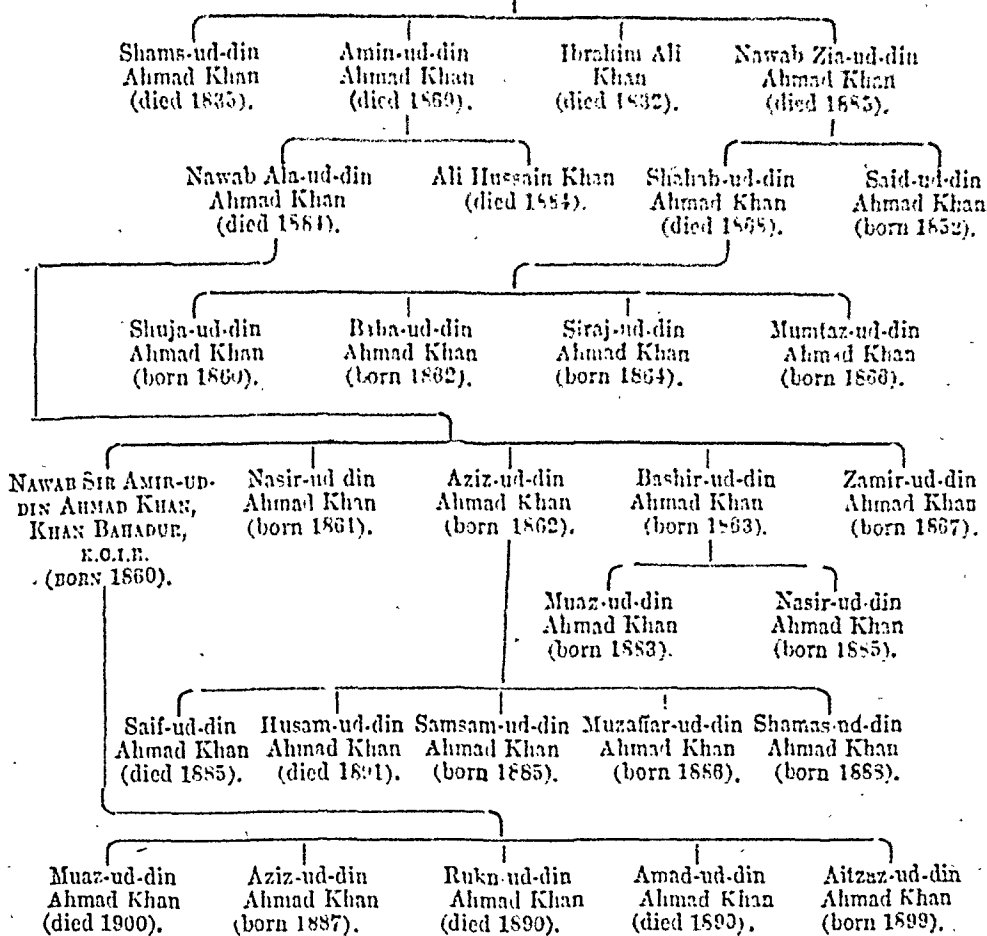 Shams-ud-din Amin-ud-din Ibrahim Ali Nawab Zia-ud-din
Ahmad Khan Ahmad Khan Khan Ahmad Khan
(died 1835). (died 1869). (died 1832). (died 1885).
Nawab Ala-ud-din Ali Hussain Khan Shahab-ud-din Said-ud-din
Ahmad Khan (died 1884). Ahmad Khan Ahmad Khan
(died 1884). (died 1868). (born 1852).
Shuja-ud-din Baha-ud-din Siraj-ud-din Mumtaz-ud-din
Ahmad Khan Ahmad Khan Ahmad Khan Ahmad Khan
(born 1860). (born 1862). (born 1864). (born 1866).
NAWAB SIR AMIR-UD- Nasir-ud din Aziz-ud-din Bashir-ud-din Zamir-ud-din
DIN AHMAD KHAN, Ahmad Khan Ahmad Khan Ahmad Khan Ahmad Khan
KHAN BAHADUR, (born 1861). (born 1862). (born 1863). (born 1867).
K.C.I.E.
(BORN 1860).
Muaz-ud-din Nasir-ud-din
Ahmad Khan Ahmad Khan
(born 1883). (born 1885).
Saif-ud-din Husam-ud-din Samsam-ud-din Muzaffar-ud-din Shamas-ud-din
Ahmad Khan Ahmad Khan Ahmad Khan Ahmad Khan Ahmad Khan
(died 1885). (died 1891). (born 1885). (born 1886). (born 1888).
Muaz-ud-din Aziz-ud-din Rukn-ud-din Amad-ud-din Aitzaz-ud-din
Ahmad Khan Ahmad Khan Ahmad Khan Ahmad Khan Ahmad Khan
(died 1900). (born 1887). (died 1890). (died 1890). (born 1899).